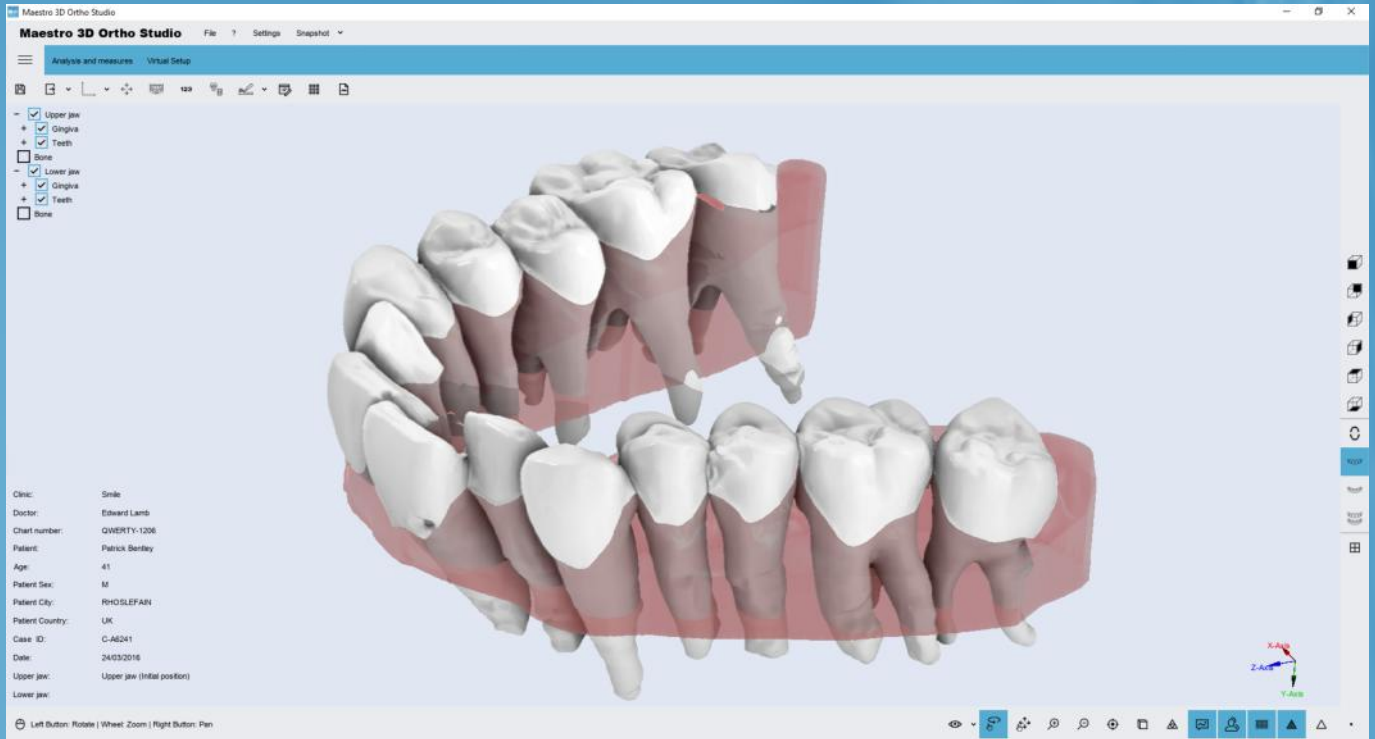 Maestro 3D Ortho Studio
Maestro 3D Ortho Studio File ? Settings Snapshot
Analysis and measures Virtual Setup
123
Upper jaw
Gingiva
Teeth
Bone
Lower jaw
Gingiva
Teeth
Bone
Clinic: Smile
Doctor: Edward Lamb
Chart number: QWERTY-1206
Patient: Patrick Bentley
Age: 41
Patient Sex: M
Patient City: RHOSLEFAIN
Patient Country: UK
Case ID: C-A6241
Date: 24/03/2016
Upper jaw: Upper jaw (Initial position)
Lower jaw:
X-Axis
Z-Axis
Y-Axis
Left Button: Rotate | Wheel: Zoom | Right Button: Pan